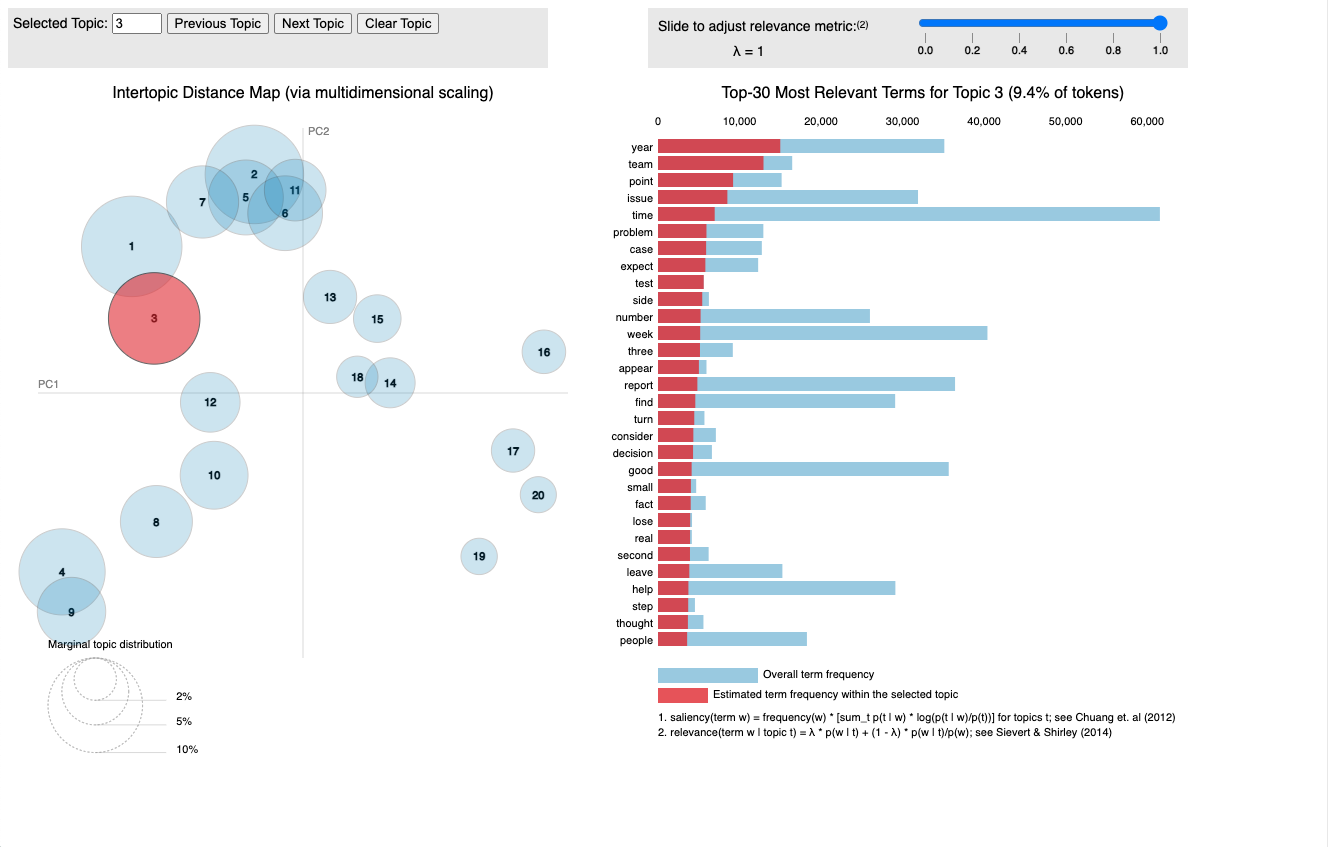 Selected Topic: 3 Previous Topic Next Topic Clear Topic
Slide to adjust relevance metric:(2)
λ = 1
0.0 0.2 0.4 0.6 0.8 1.0
Intertopic Distance Map (via multidimensional scaling)
PC2
PC1
2
5
11
7
6
1
3
13
15
16
18
14
12
17
10
20
8
19
4
9
Marginal topic distribution
2%
5%
10%
Top-30 Most Relevant Terms for Topic 3 (9.4% of tokens)
0 10,000 20,000 30,000 40,000 50,000 60,000
year
team
point
issue
time
problem
case
expect
test
side
number
week
three
appear
report
find
turn
consider
decision
good
small
fact
lose
real
second
leave
help
step
thought
people
Overall term frequency
Estimated term frequency within the selected topic
1. saliency(term w) = frequency(w) * [sum_t p(t | w) * log(p(t | w)/p(t))] for topics t; see Chuang et. al (2012)
2. relevance(term w | topic t) = λ * p(w | t) + (1 - λ) * p(w | t)/p(w); see Sievert & Shirley (2014)